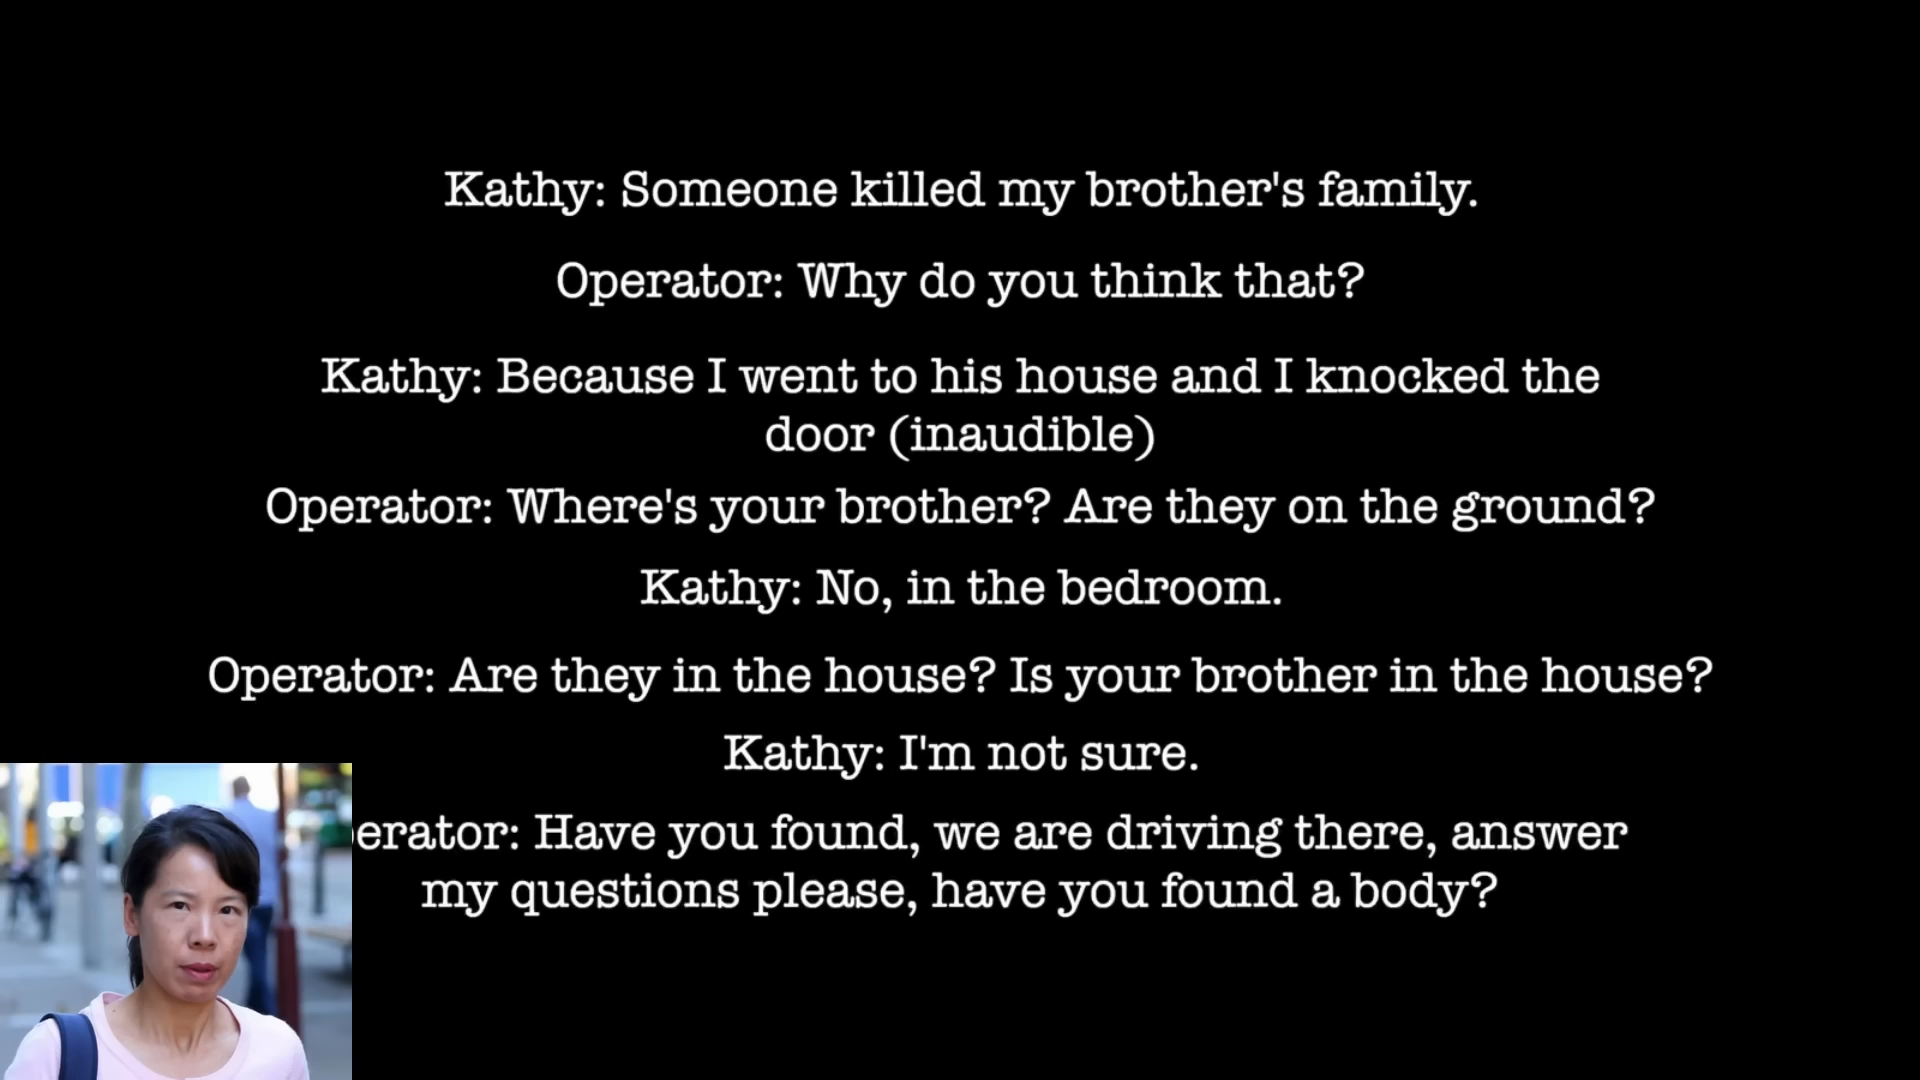 Kathy: Someone killed my brother's family.
Operator: Why do you think that?
Kathy: Because I went to his house and I knocked the
door (inaudible)
Operator: Where's your brother? Are they on the ground?
Kathy: No, in the bedroom.
Operator: Are they in the house? Is your brother in the house?
Kathy: I'm not sure.
erator: Have you found, we are driving there, answer
my questions please, have you found a body?